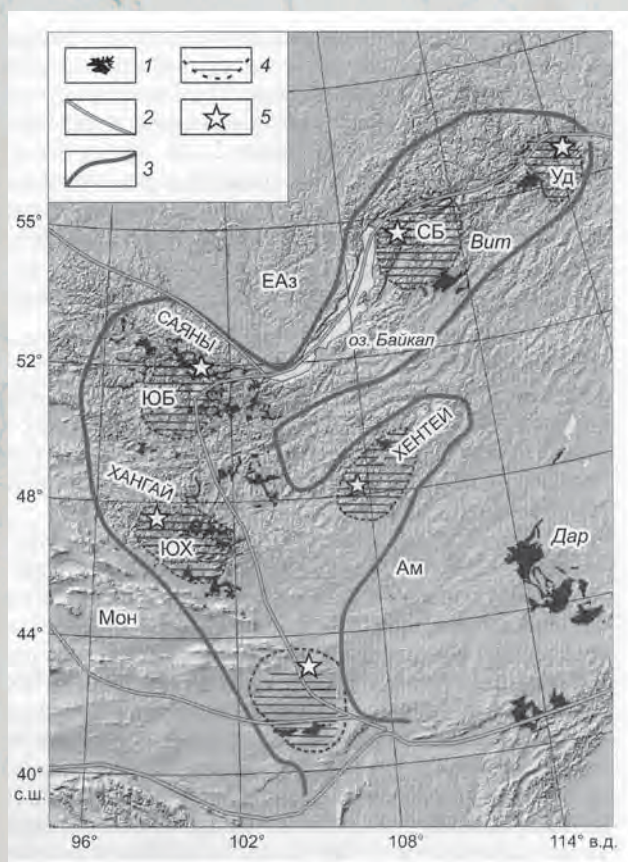 1
4
2
5
3
55°
Уд
СБ
Вит
ЕАз
САЯНЫ
оз. Байкал
52°
ЮБ
ХЕНТЕЙ
ХАНГАЙ
48°
ЮХ
Дар
Ам
Мон
44°
40°
с.ш.
96°
102°
108°
114° в.д.